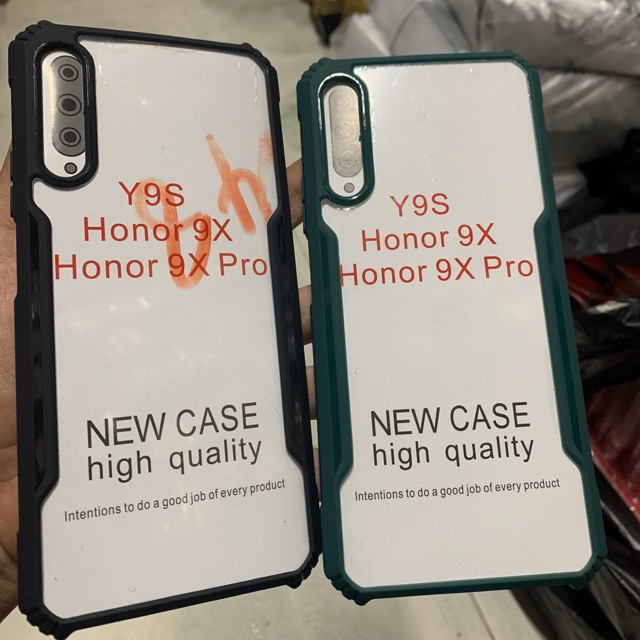 Y9S
Honor 9X
Honor 9X Pro
NEW CASE
high quality
Intentions to do a good job of every product
Y9S
Honor 9X
Honor 9X Pro
NEW CASE
high quality
Intentions to do a good job of every product